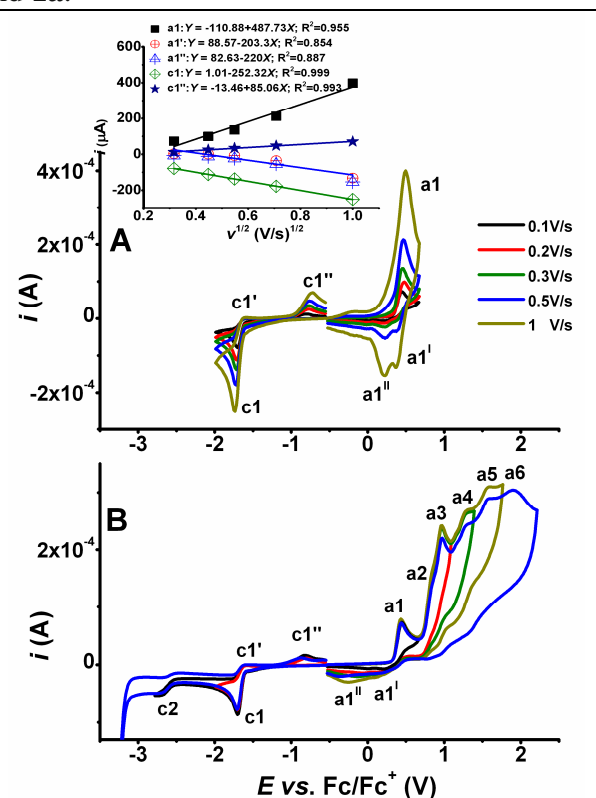 a1:Y = -110.88+487.73X; R²=0.955
a1':Y = 88.57-203.3X; R²=0.854
a1'':Y = 82.63-220X; R²=0.887
c1:Y = 1.01-252.32X; R²=0.999
c1'':Y = -13.46+85.06X; R²=0.993
600
400
200
0
-200
i (µA)
0.2 0.4 0.6 0.8 1.0
v^1/2 (V/s)^1/2
A
4x10^-4
2x10^-4
0
-2x10^-4
i (A)
a1
c1''
c1'
a1^I
a1^II
c1
0.1V/s
0.2V/s
0.3V/s
0.5V/s
1 V/s
-3 -2 -1 0 1 2
B
2x10^-4
0
i (A)
a5 a6
a4
a3
a2
a1
c1' c1''
c2 c1 a1^II a1^I
-3 -2 -1 0 1 2
E vs. Fc/Fc⁺ (V)